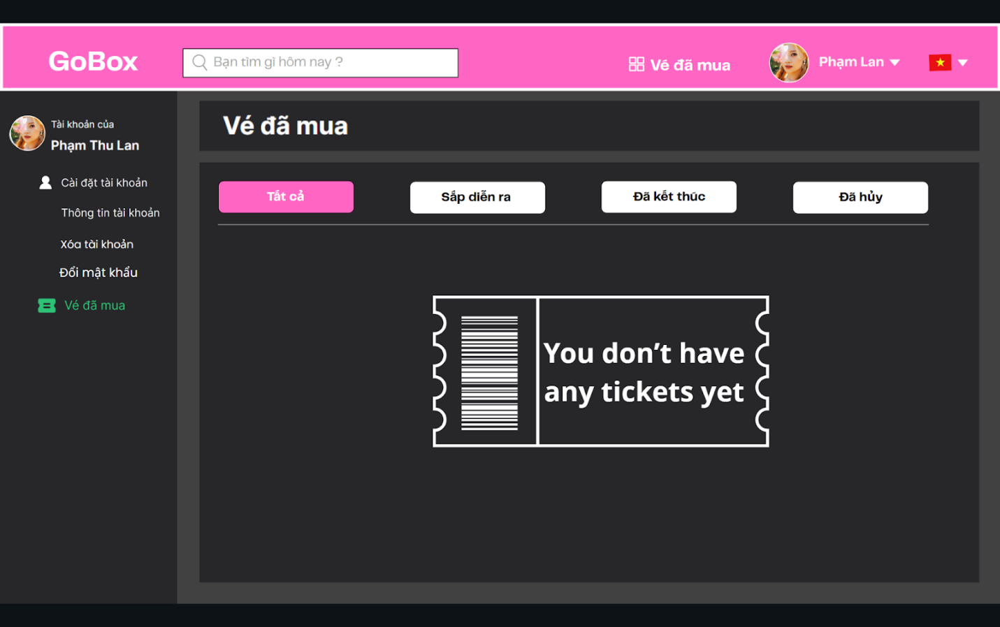 GoBox
Bạn tìm gì hôm nay ?
Vé đã mua
Phạm Lan
Tài khoản của
Phạm Thu Lan
Cài đặt tài khoản
Thông tin tài khoản
Xóa tài khoản
Đổi mật khẩu
Vé đã mua
Vé đã mua
Tất cả
Sắp diễn ra
Đã kết thúc
Đã hủy
You don’t have
any tickets yet